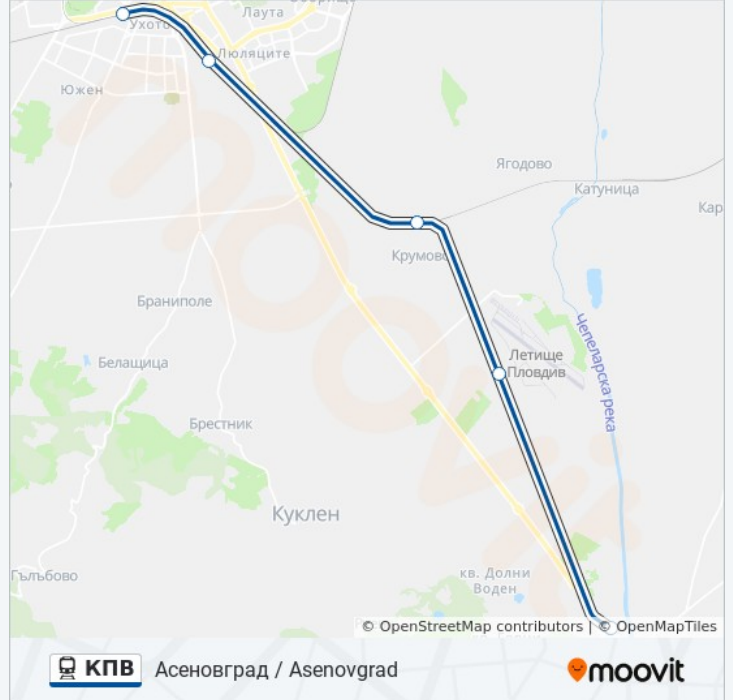 Лаута
Ухото
Люляците
Южен
Ягодово
Катуница
Кар
Крумово
Браниполе
Летище
Пловдив
Чепеларска река
Белащица
Брестник
Куклен
Гълъбово
кв. Долни
Воден
© OpenStreetMap contributors | © OpenMapTiles
КПВ Асеновград / Asenovgrad
moovit